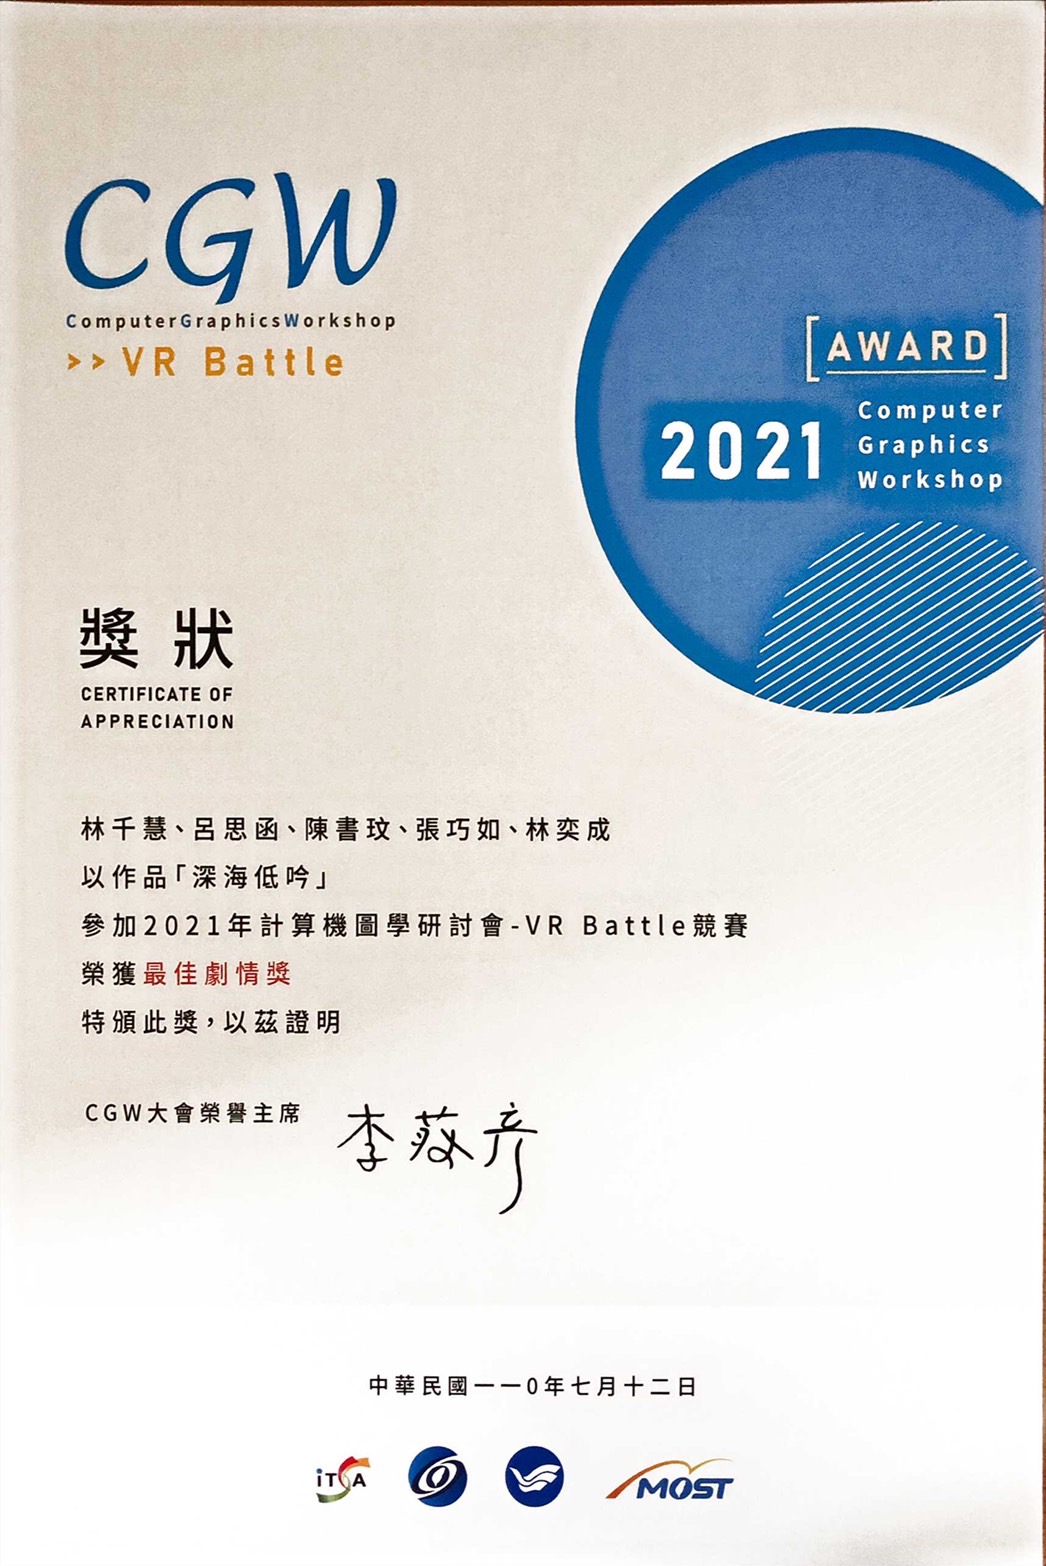 CGW
ComputerGraphicsWorkshop
>> VR Battle
[AWARD]
2021
Computer
Graphics
Workshop
獎狀
CERTIFICATE OF
APPRECIATION
林千慧、呂思函、陳書玟、張巧如、林奕成
以作品「深海低吟」
參加2021年計算機圖學研討會-VR Battle競賽
榮獲最佳劇情獎
特頒此獎，以茲證明
CGW大會榮譽主席
李蔡彥
中華民國一一0年七月十二日
iTSA
MOST